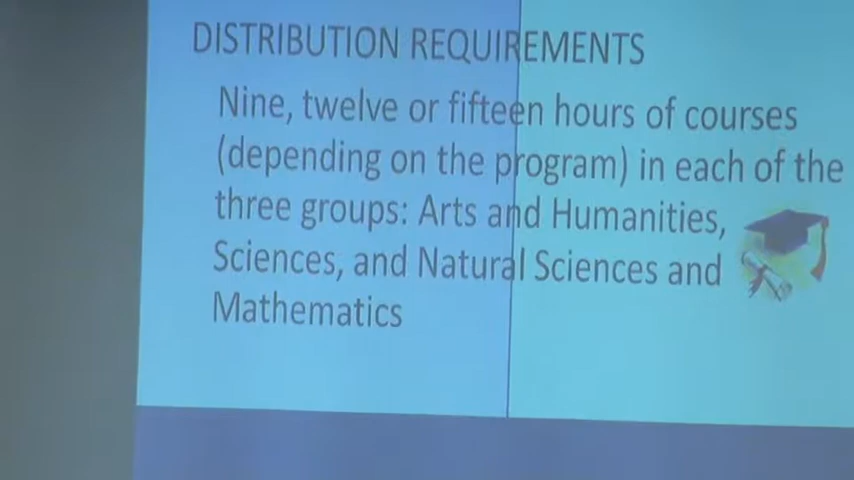 DISTRIBUTION REQUIREMENTS
Nine, twelve or fifteen hours of courses
(depending on the program) in each of the
three groups: Arts and Humanities,
Sciences, and Natural Sciences and
Mathematics